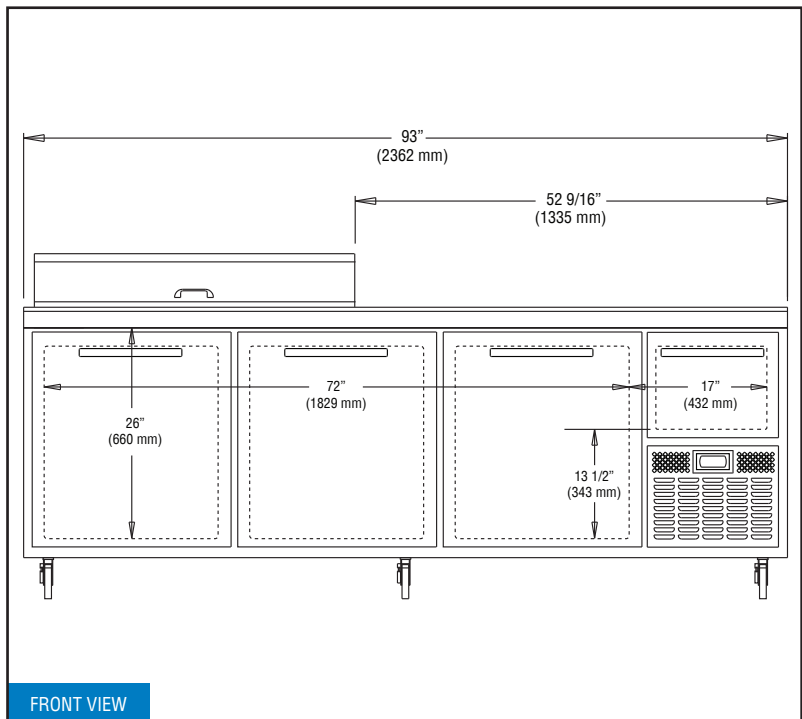 93”
(2362 mm)
52 9/16”
(1335 mm)
72”
(1829 mm)
17”
(432 mm)
26”
(660 mm)
13 1/2”
(343 mm)
FRONT VIEW